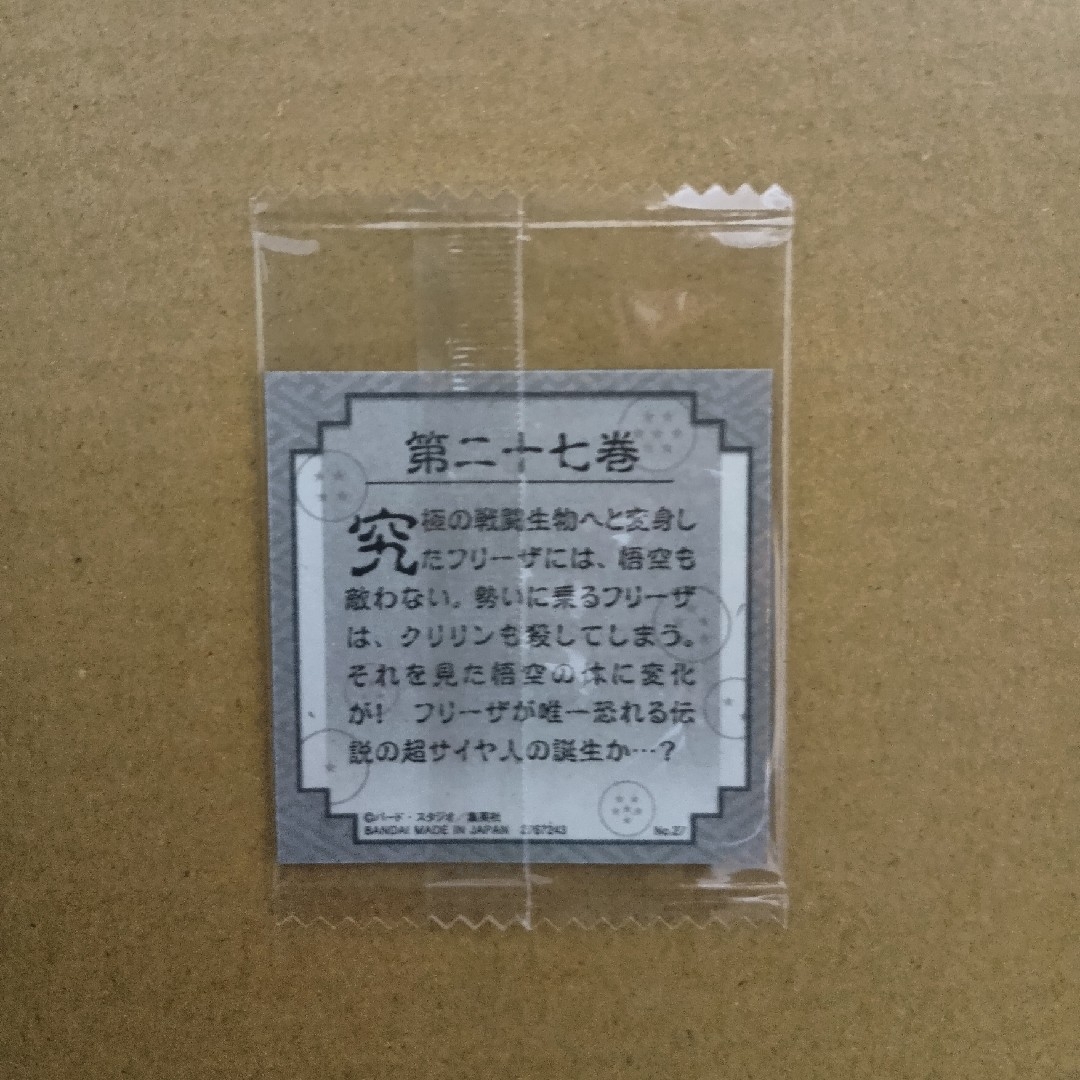 第二十七巻
究極の戦闘生物へと変身し
たフリーザには、悟空も
敵わない。勢いに乗るフリーザ
は、クリリンも殺してしまう。
それを見た悟空の体に変化
が!　フリーザが唯一恐れる伝
説の超サイヤ人の誕生か…?
©バード・スタジオ/集英社
BANDAI MADE IN JAPAN 2767243
No.27